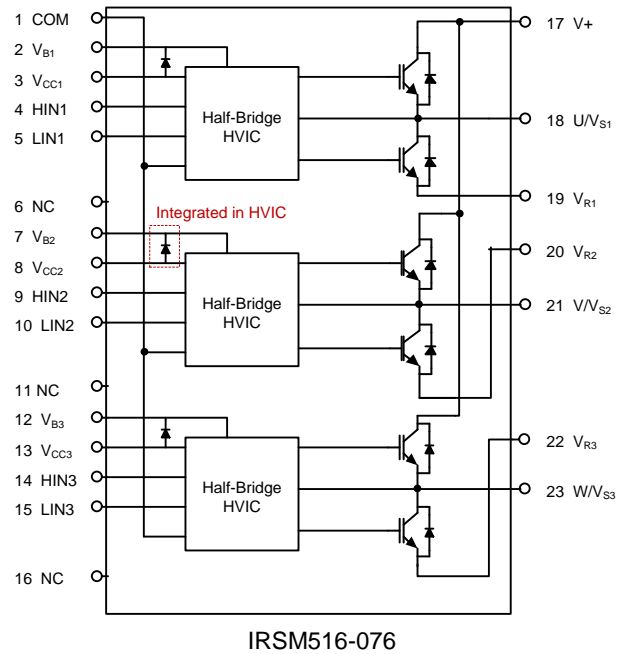 1 COM
2 VB1
3 VCC1
4 HIN1
5 LIN1
6 NC
7 VB2
8 VCC2
9 HIN2
10 LIN2
11 NC
12 VB3
13 VCC3
14 HIN3
15 LIN3
16 NC
Half-Bridge
HVIC
Integrated in HVIC
Half-Bridge
HVIC
Half-Bridge
HVIC
17 V+
18 U/VS1
19 VR1
20 VR2
21 V/VS2
22 VR3
23 W/VS3
IRSM516-076